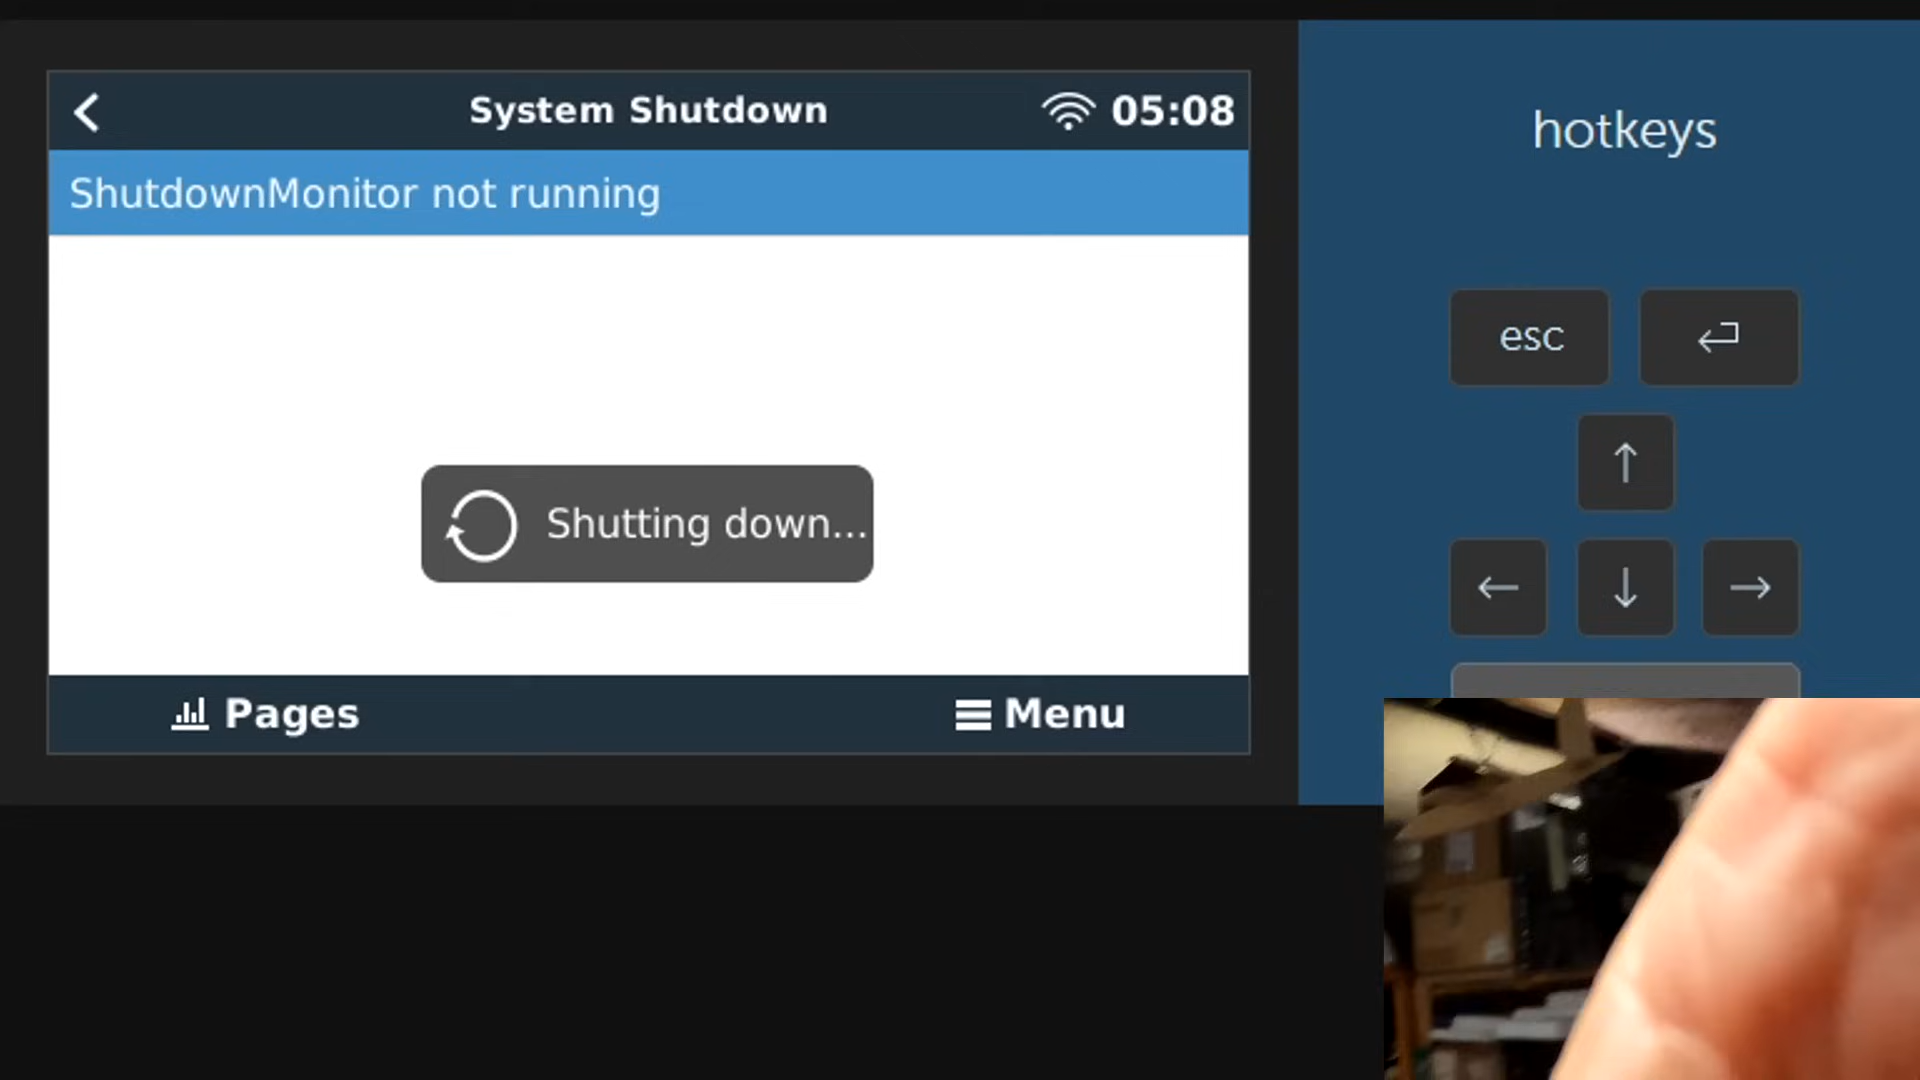 System Shutdown
05:08
ShutdownMonitor not running
Shutting down...
Pages
Menu
hotkeys
esc